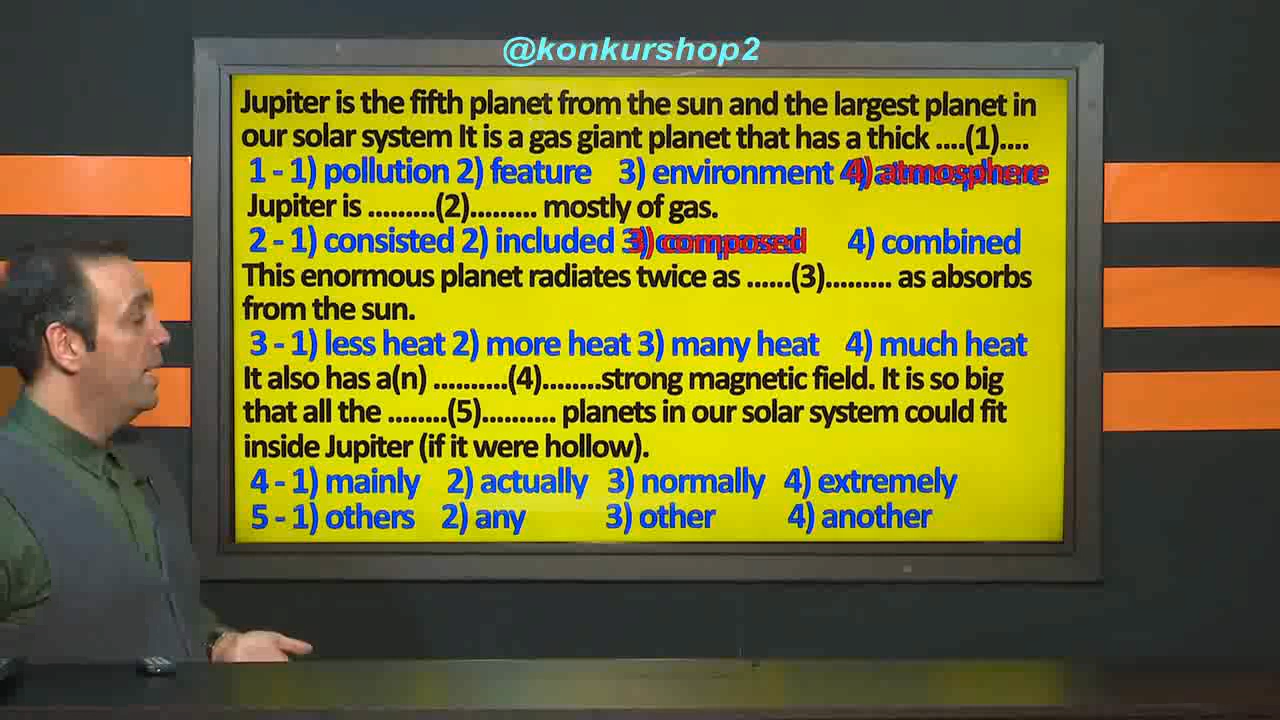 @konkurshop2
Jupiter is the fifth planet from the sun and the largest planet in
our solar system It is a gas giant planet that has a thick ....(1)....
1 - 1) pollution 2) feature 3) environment 4) atmosphere
Jupiter is .........(2)......... mostly of gas.
2 - 1) consisted 2) included 3) composed 4) combined
This enormous planet radiates twice as ......(3)......... as absorbs
from the sun.
3 - 1) less heat 2) more heat 3) many heat 4) much heat
It also has a(n) ..........(4)........strong magnetic field. It is so big
that all the ........(5).......... planets in our solar system could fit
inside Jupiter (if it were hollow).
4 - 1) mainly 2) actually 3) normally 4) extremely
5 - 1) others 2) any 3) other 4) another